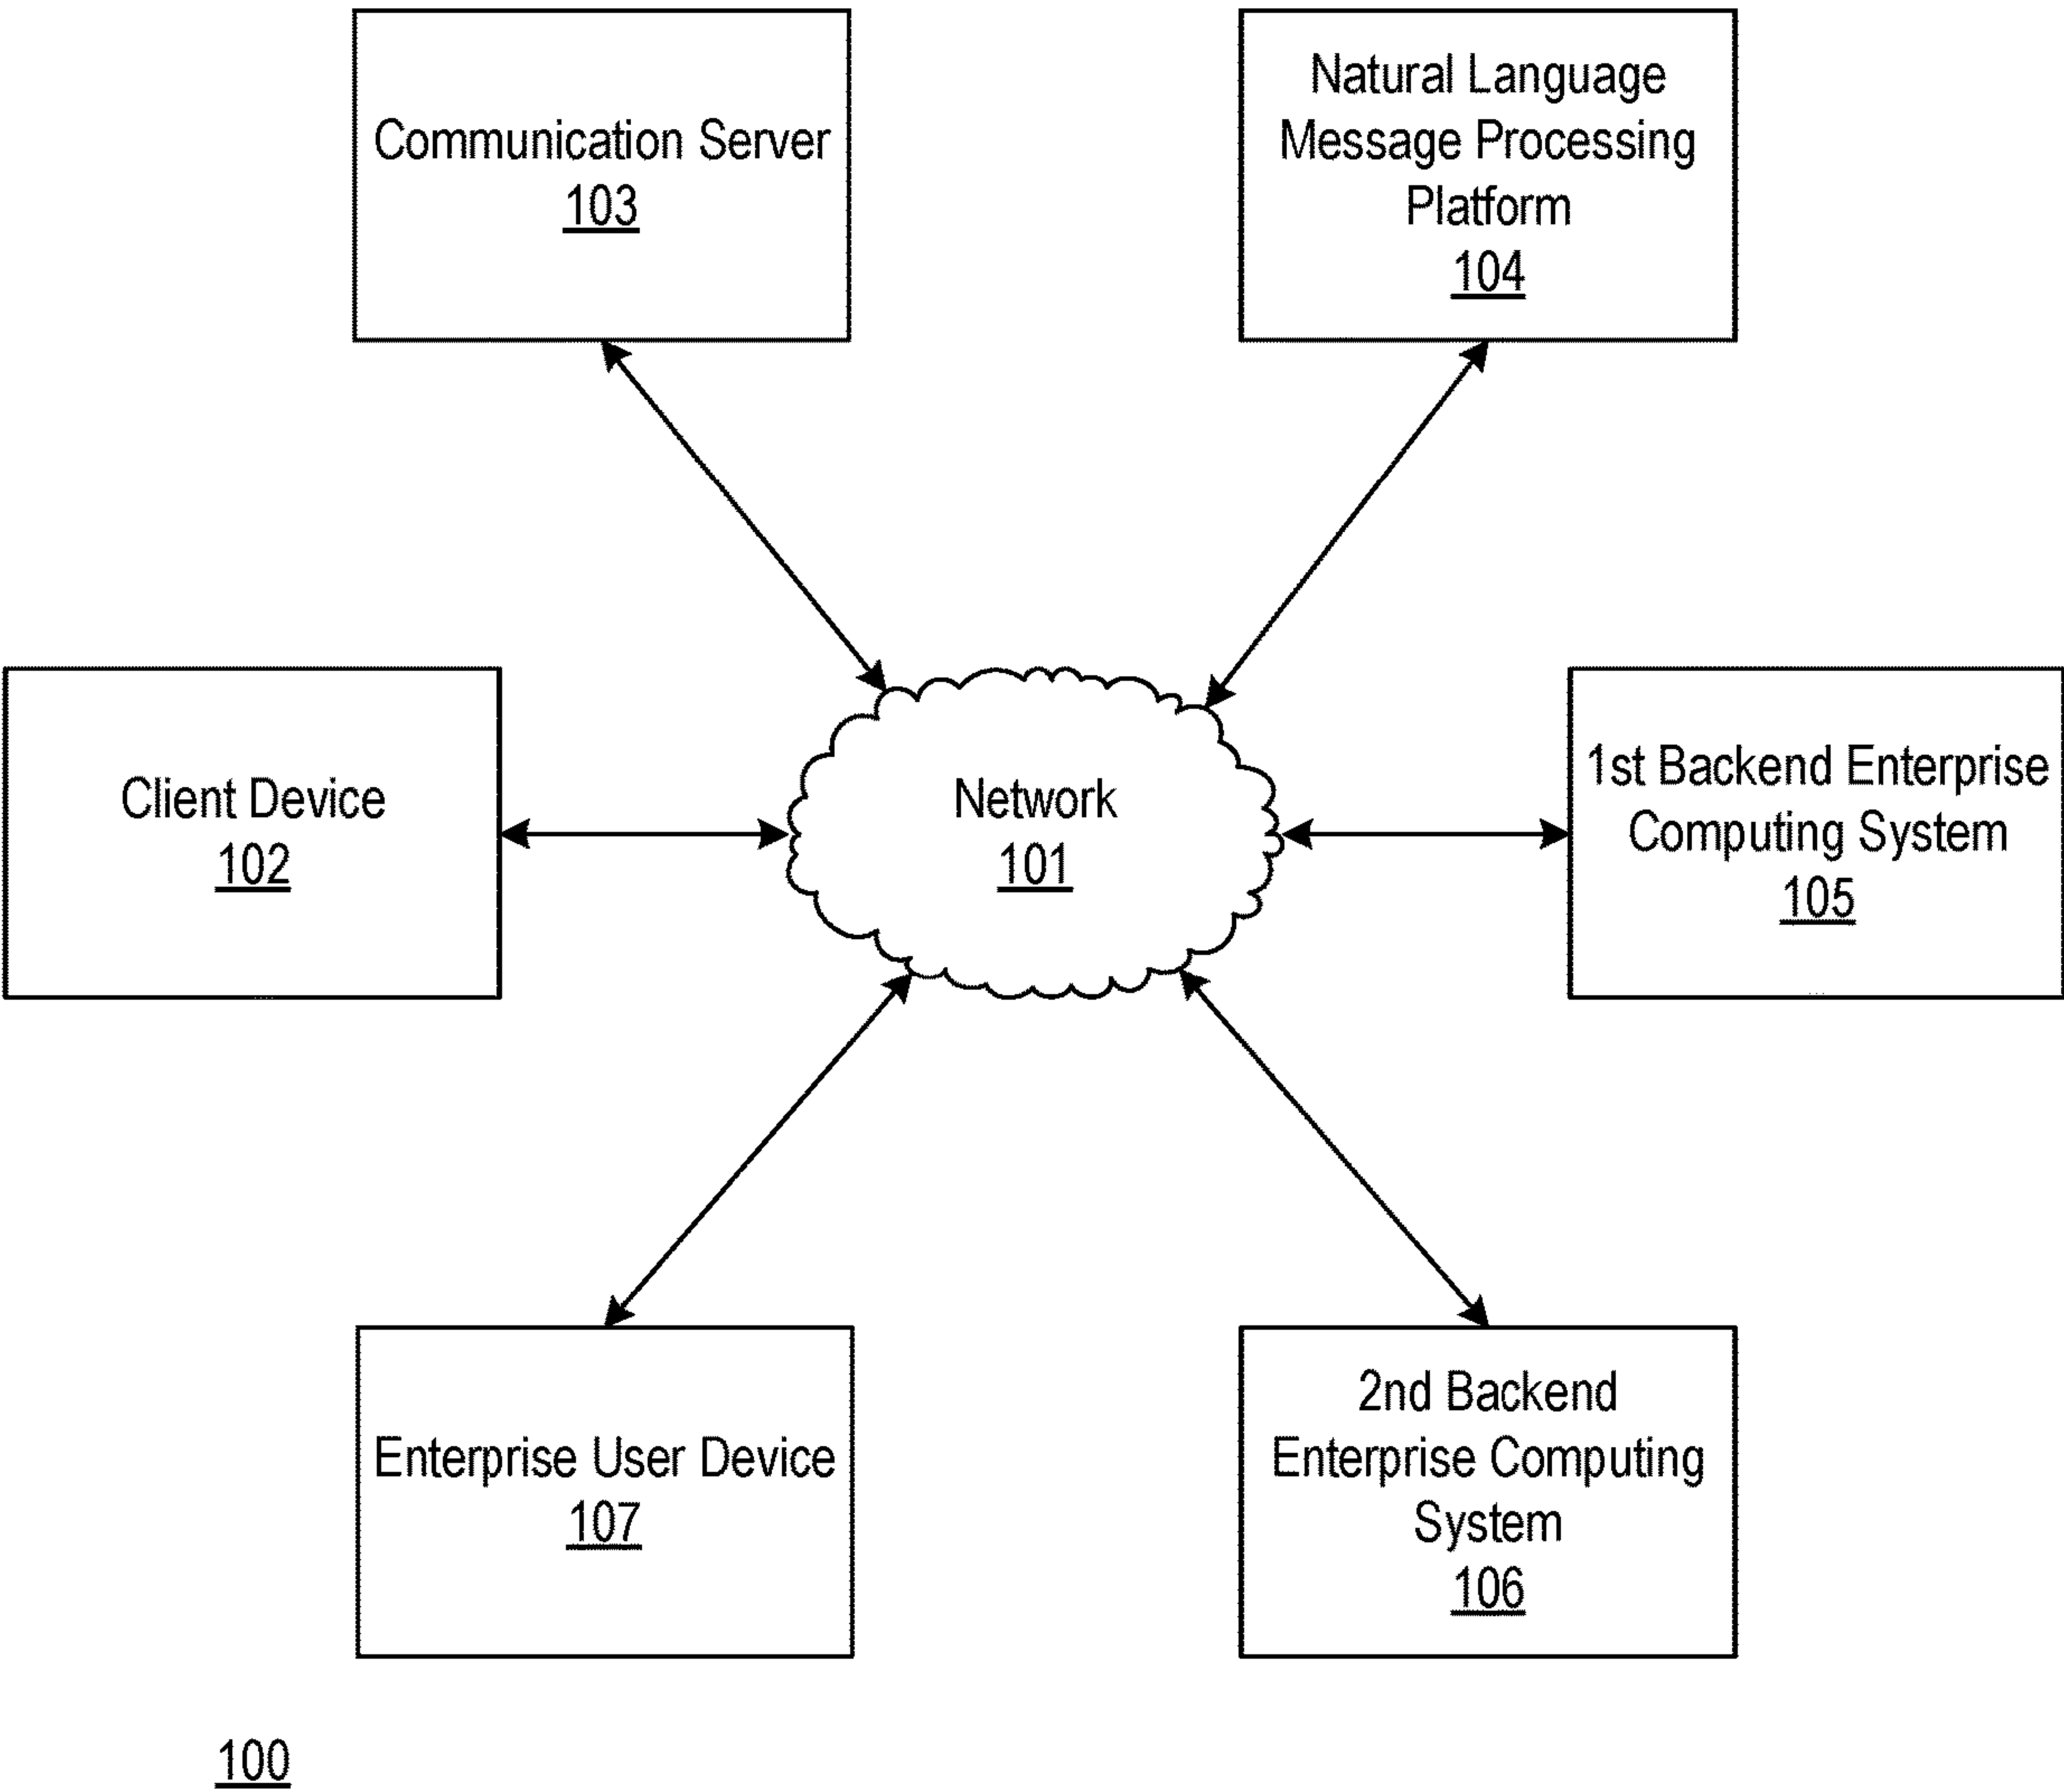 Communication Server
103
Natural Language
Message Processing
Platform
104
Client Device
102
Network
101
1st Backend Enterprise
Computing System
105
Enterprise User Device
107
2nd Backend
Enterprise Computing
System
106
100